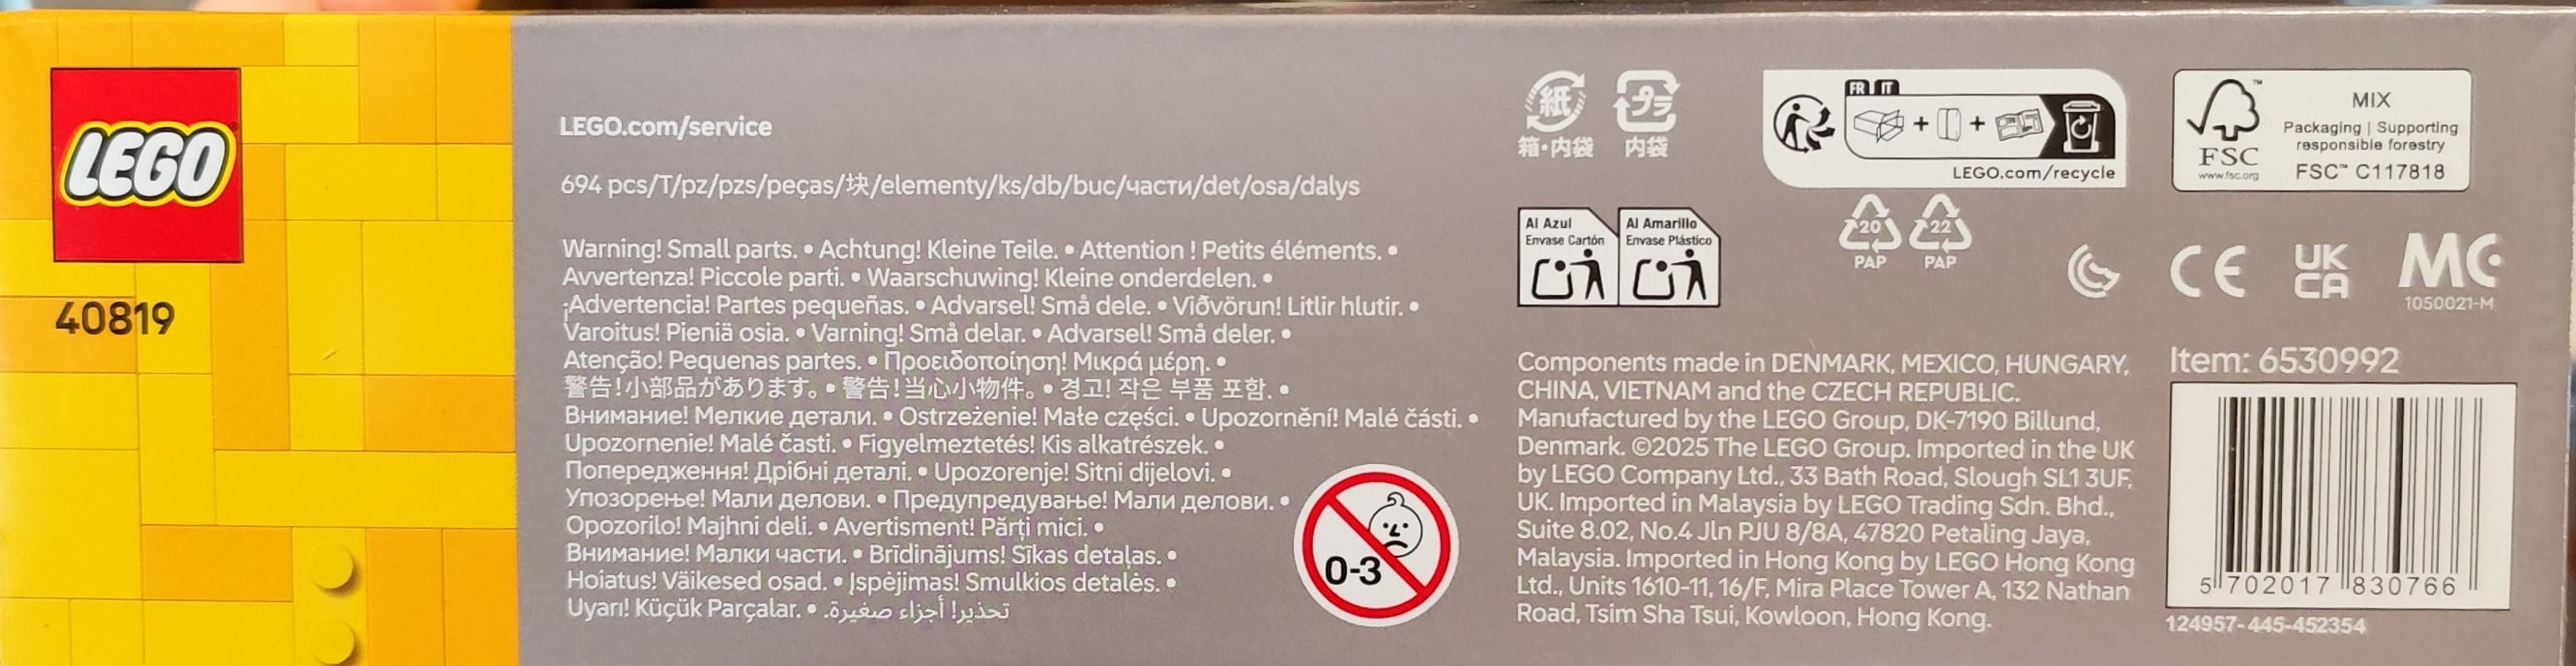 LEGO
40819
LEGO.com/service
694 pcs/T/pz/pzs/peças/块/elementy/ks/db/buc/части/det/osa/dalys
Warning! Small parts. • Achtung! Kleine Teile. • Attention ! Petits éléments. •
Avvertenza! Piccole parti. • Waarschuwing! Kleine onderdelen. •
¡Advertencia! Partes pequeñas. • Advarsel! Små dele. • Viðvörun! Litlir hlutir. •
Varoitus! Pieniä osia. • Varning! Små delar. • Advarsel! Små deler. •
Atenção! Pequenas partes. • Προειδοποίηση! Μικρά μέρη. •
警告!小部品があります。• 警告!当心小物件。• 경고! 작은 부품 포함. •
Внимание! Мелкие детали. • Ostrzeżenie! Małe części. • Upozornění! Malé části. •
Upozornenie! Malé časti. • Figyelmeztetés! Kis alkatrészek. •
Попередження! Дрібні деталі. • Upozorenje! Sitni dijelovi. •
Упозорење! Мали делови. • Предупредување! Мали делови. •
Opozorilo! Majhni deli. • Avertisment! Părți mici. •
Внимание! Малки части. • Brīdinājums! Sīkas detaļas. •
Hoiatus! Väikesed osad. • Įspėjimas! Smulkios detalės. •
Uyarı! Küçük Parçalar. • تحذير! أجزاء صغيرة.
0-3
紙
箱・内袋
プラ
内袋
FR IT
LEGO.com/recycle
FSC™
www.fsc.org
MIX
Packaging | Supporting
responsible forestry
FSC™ C117818
Al Azul
Envase Cartón
Al Amarillo
Envase Plástico
20
PAP
22
PAP
CE
UK
CA
MC
1050021-M
Components made in DENMARK, MEXICO, HUNGARY,
CHINA, VIETNAM and the CZECH REPUBLIC.
Manufactured by the LEGO Group, DK-7190 Billund,
Denmark. ©2025 The LEGO Group. Imported in the UK
by LEGO Company Ltd., 33 Bath Road, Slough SL1 3UF,
UK. Imported in Malaysia by LEGO Trading Sdn. Bhd.,
Suite 8.02, No.4 Jln PJU 8/8A, 47820 Petaling Jaya,
Malaysia. Imported in Hong Kong by LEGO Hong Kong
Ltd., Units 1610-11, 16/F, Mira Place Tower A, 132 Nathan
Road, Tsim Sha Tsui, Kowloon, Hong Kong.
Item: 6530992
5 702017 830766
124957-445-452354